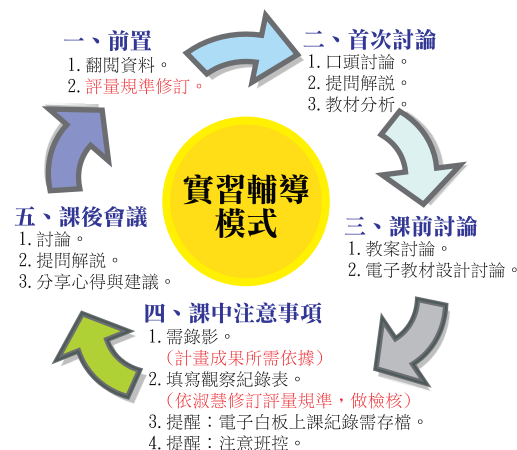 一、前置
1.翻閱資料。
2.評量規準修訂。
二、首次討論
1.口頭討論。
2.提問解說。
3.教材分析。
三、課前討論
1.教案討論。
2.電子教材設計討論。
四、課中注意事項
1.需錄影。
（計畫成果所需依據）
2.填寫觀察紀錄表。
（依淑慧修訂評量規準，做檢核）
3.提醒：電子白板上課紀錄需存檔。
4.提醒：注意班控。
五、課後會議
1.討論。
2.提問解說。
3.分享心得與建議。
實習輔導
模式